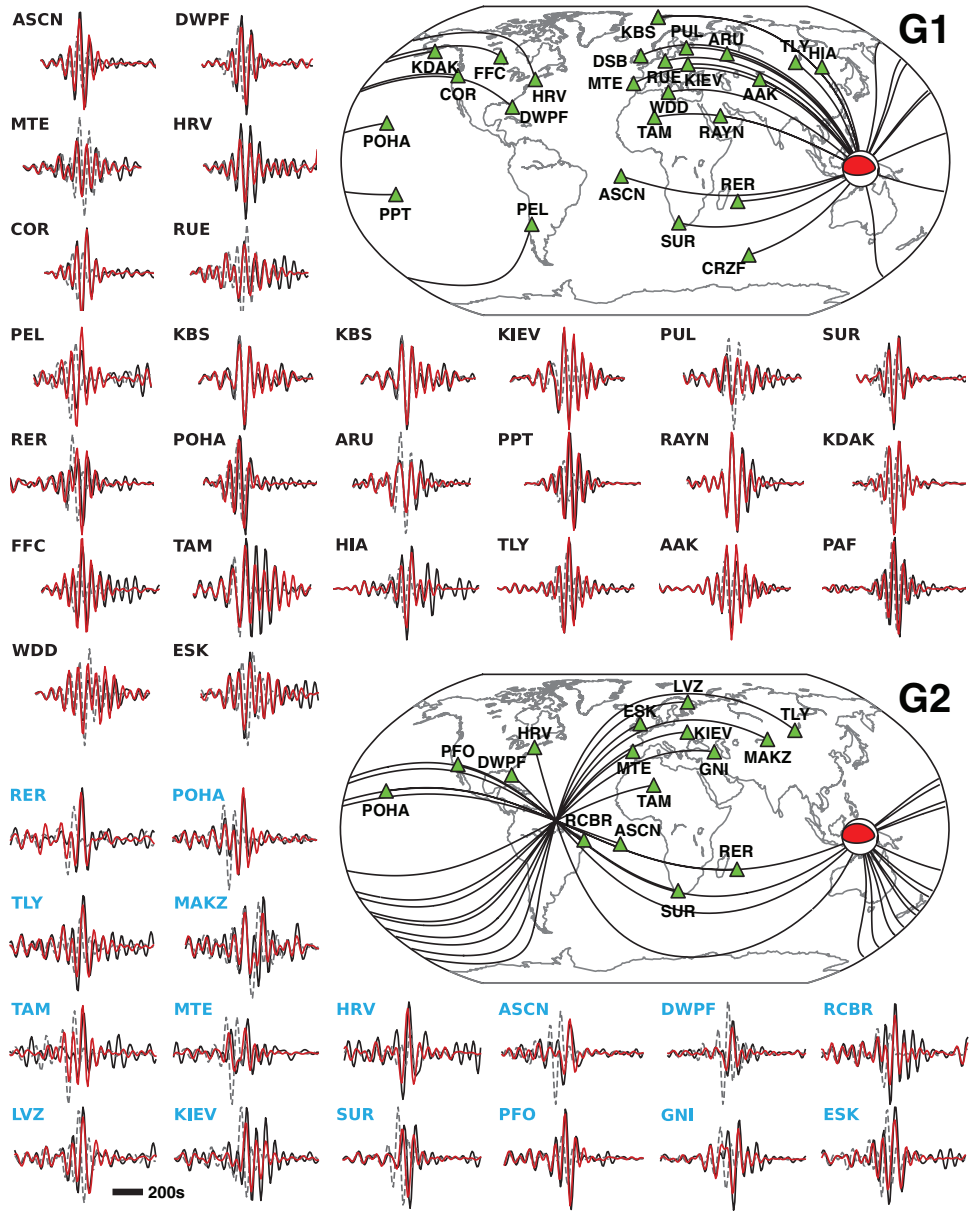 ASCN DWPF
MTE HRV
COR RUE
G1
KBS PUL ARU TLY HIA
DSB RUE KIEV AAK
MTE WDD
TAM RAYN
KDAK FFC
COR HRV
DWPF
POHA
PPT
PEL
ASCN RER
SUR
CRZF
PEL KBS KBS KIEV PUL SUR
RER POHA ARU PPT RAYN KDAK
FFC TAM HIA TLY AAK PAF
WDD ESK
G2
LVZ
ESK TLY
KIEV
MAKZ
MTE GNI
HRV
PFO
DWPF
POHA
TAM
RCBR ASCN
RER
SUR
RER POHA
TLY MAKZ
TAM MTE HRV ASCN DWPF RCBR
LVZ KIEV SUR PFO GNI ESK
200s